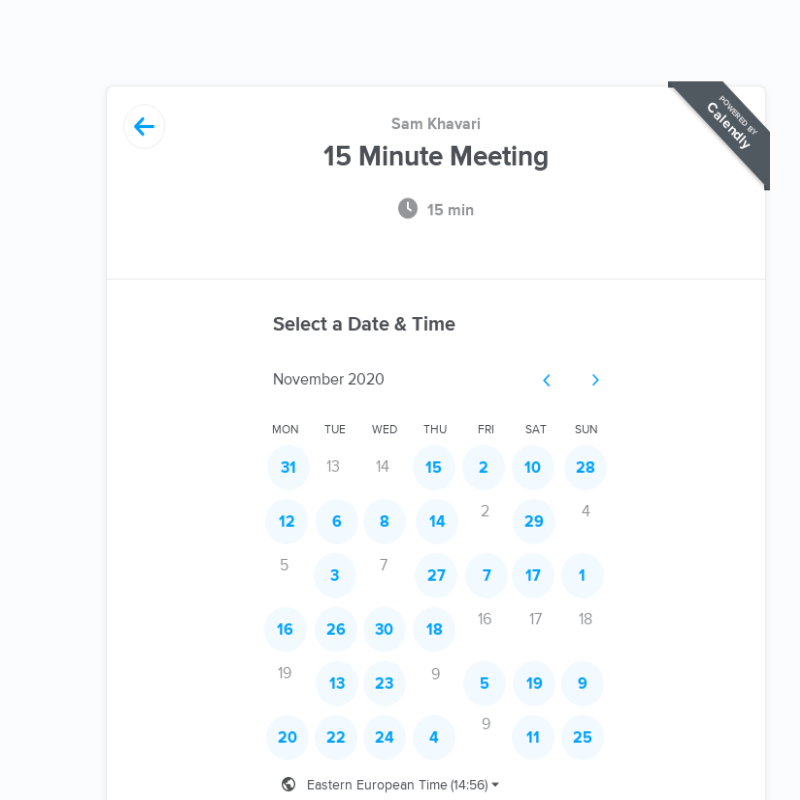 POWERED BY
Calendly
Sam Khavari
15 Minute Meeting
15 min
Select a Date & Time
November 2020
MON TUE WED THU FRI SAT SUN
31 13 14 15 2 10 28
12 6 8 14 2 29 4
5 3 7 27 7 17 1
16 26 30 18 16 17 18
19 13 23 9 5 19 9
20 22 24 4 9 11 25
Eastern European Time (14:56)